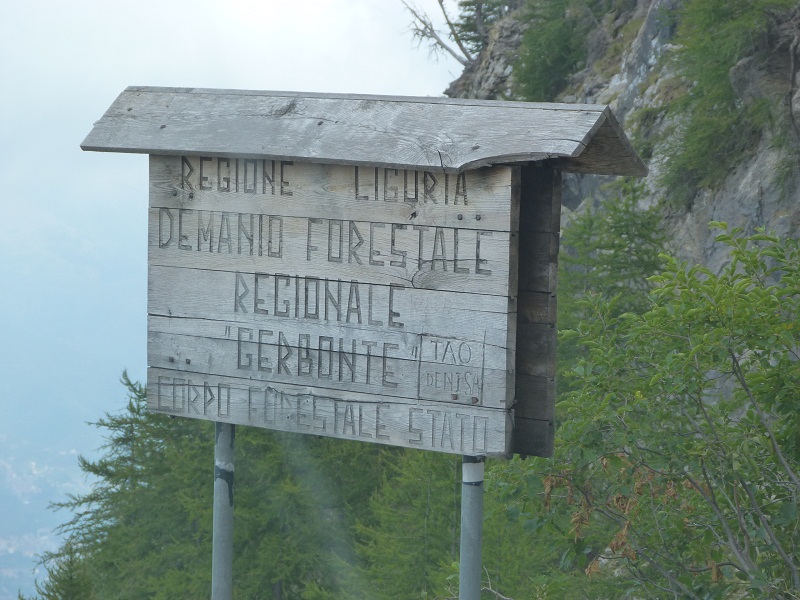 REGIONE LIGURIA
DEMANIO FORESTALE
REGIONALE
"GERBONTE"
TAO
DENISA
CORPO FORESTALE STATO